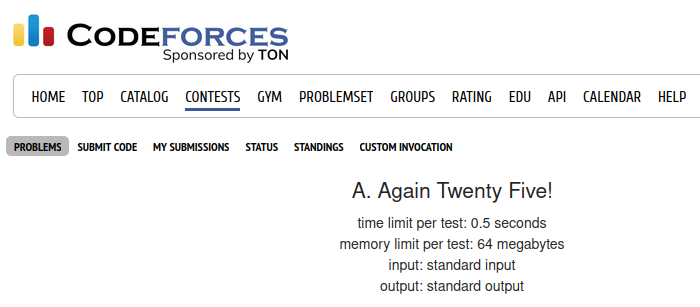 CODEFORCES
Sponsored by TON
HOME TOP CATALOG CONTESTS GYM PROBLEMSET GROUPS RATING EDU API CALENDAR HELP
PROBLEMS SUBMIT CODE MY SUBMISSIONS STATUS STANDINGS CUSTOM INVOCATION
A. Again Twenty Five!
time limit per test: 0.5 seconds
memory limit per test: 64 megabytes
input: standard input
output: standard output